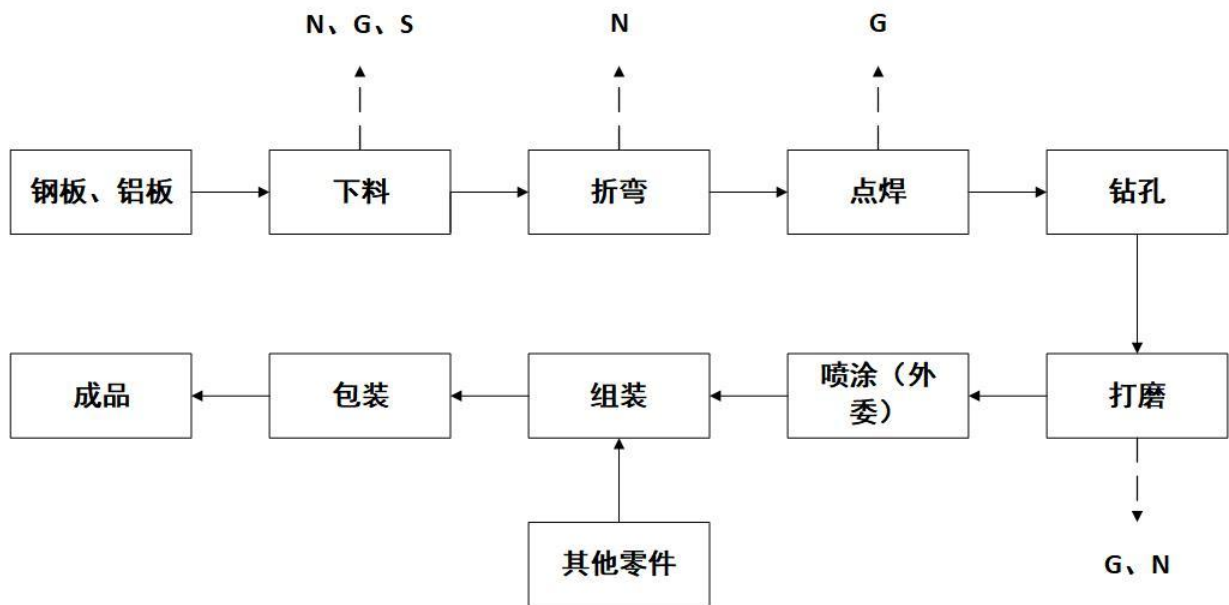 N、G、S
N
G
钢板、铝板
下料
折弯
点焊
钻孔
成品
包装
组装
喷涂（外
委）
打磨
其他零件
G、N